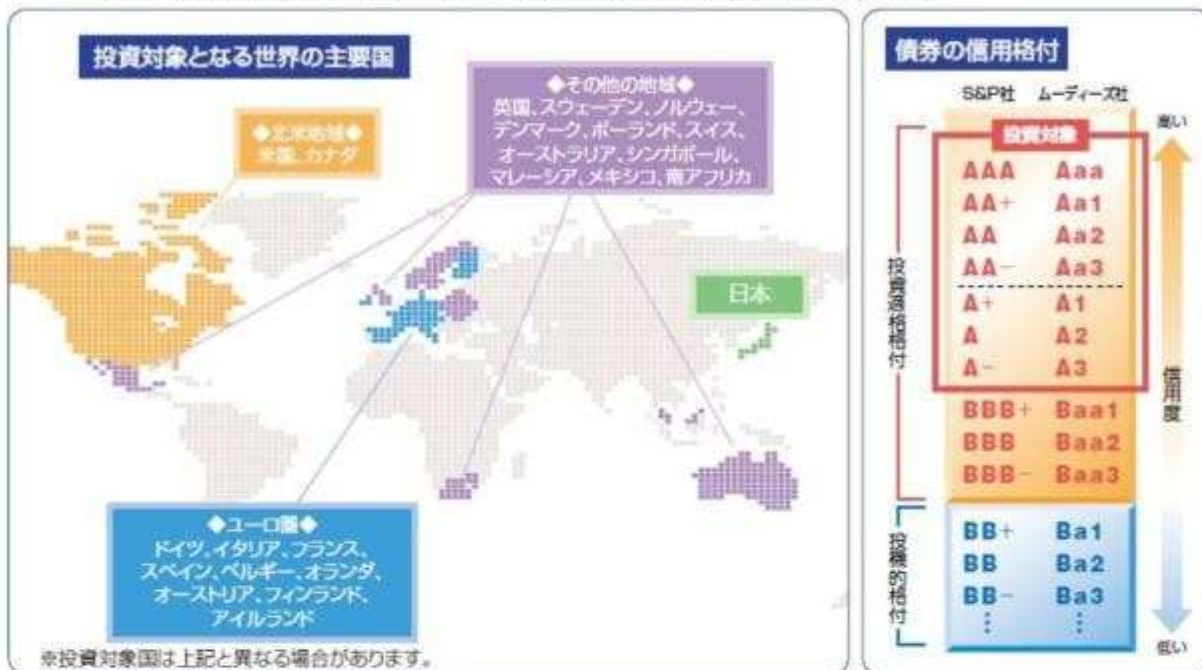 投資対象となる世界の主要国
◆北米地域◆
米国、カナダ
◆その他の地域◆
英国、スウェーデン、ノルウェー、
デンマーク、ポーランド、スイス、
オーストラリア、シンガポール、
マレーシア、メキシコ、南アフリカ
日本
◆ユーロ圏◆
ドイツ、イタリア、フランス、
スペイン、ベルギー、オランダ、
オーストリア、フィンランド、
アイルランド
※投資対象国は上記と異なる場合があります。
債券の信用格付
S&P社 ムーディーズ社
投資対象
高い
AAA Aaa
AA+ Aa1
AA Aa2
AA- Aa3
A+ A1
A A2
A- A3
BBB+ Baa1
BBB Baa2
BBB- Baa3
BB+ Ba1
BB Ba2
BB- Ba3
⋮ ⋮
投資適格格付
投機的格付
信用度
低い